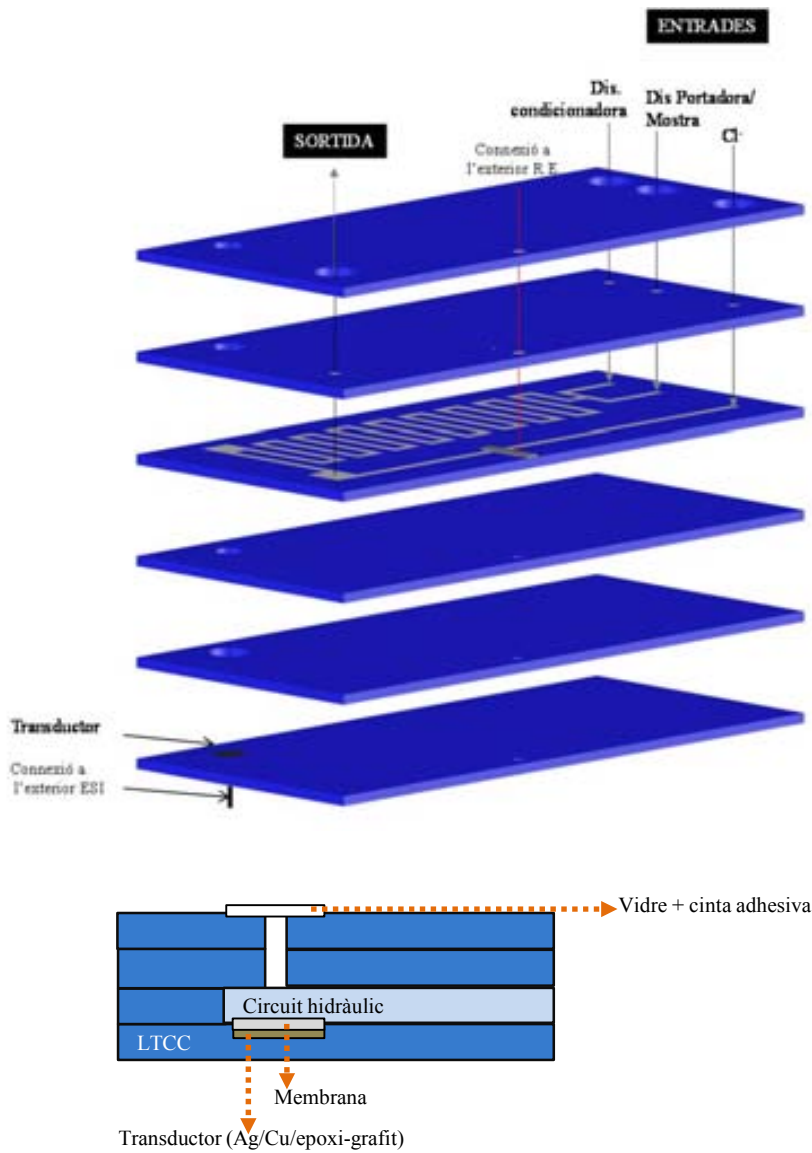 ENTRADES
Dis.
condicionadora
Dis Portadora/
Mostra
Cl-
SORTIDA
Connexió a
l'exterior R.E.
Transductor
Connexió a
l'exterior ESI
Vidre + cinta adhesiva
Circuit hidràulic
LTCC
Membrana
Transductor (Ag/Cu/epoxi-grafit)